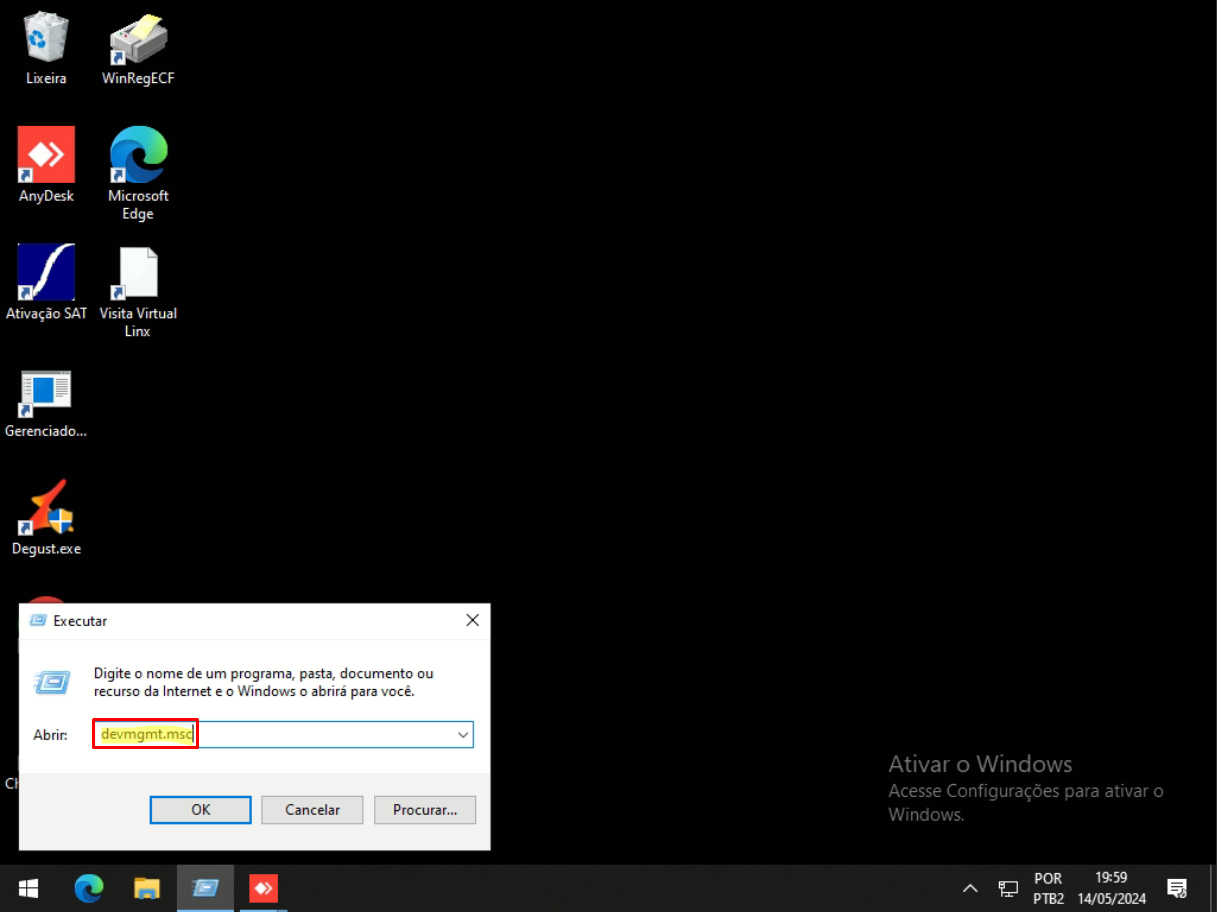 Lixeira
WinRegECF
AnyDesk
Microsoft
Edge
Ativação SAT
Visita Virtual
Linx
Gerenciado...
Degust.exe
Executar
Digite o nome de um programa, pasta, documento ou
recurso da Internet e o Windows o abrirá para você.
Abrir:
devmgmt.msc
OK
Cancelar
Procurar...
Ativar o Windows
Acesse Configurações para ativar o
Windows.
POR
PTB2
19:59
14/05/2024